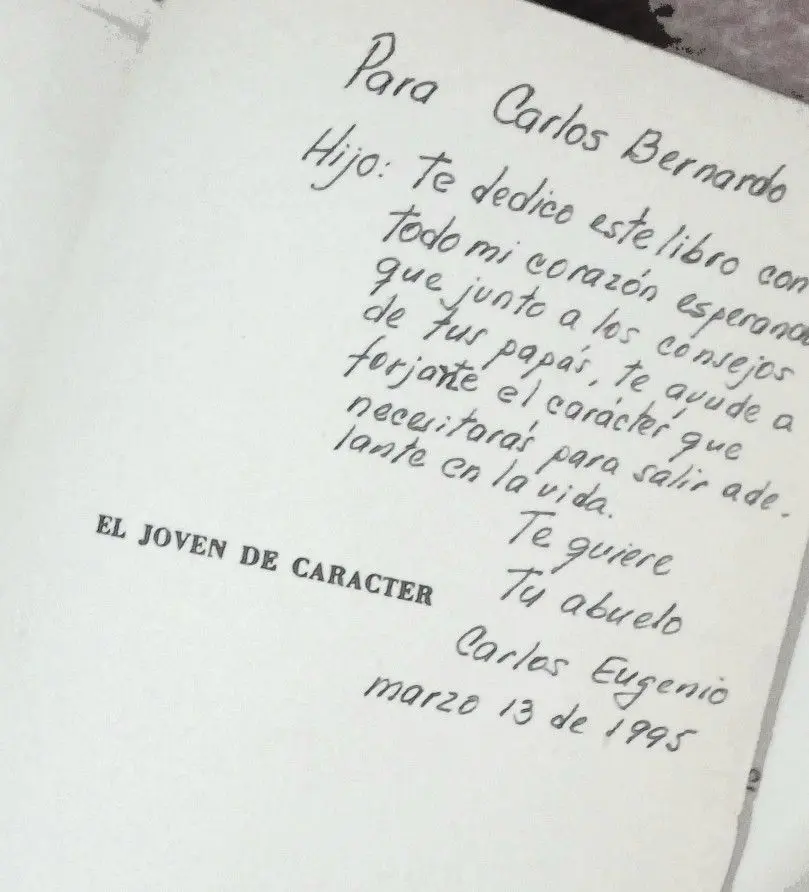 Para Carlos Bernardo
Hijo: Te dedico este libro con
todo mi corazón esperando
que junto a los consejos
de tus papás, te ayude a
forjarte el carácter que
necesitarás para salir ade-
lante en la vida.
Te quiere
Tu abuelo
Carlos Eugenio
marzo 13 de 1995
EL JOVEN DE CARACTER